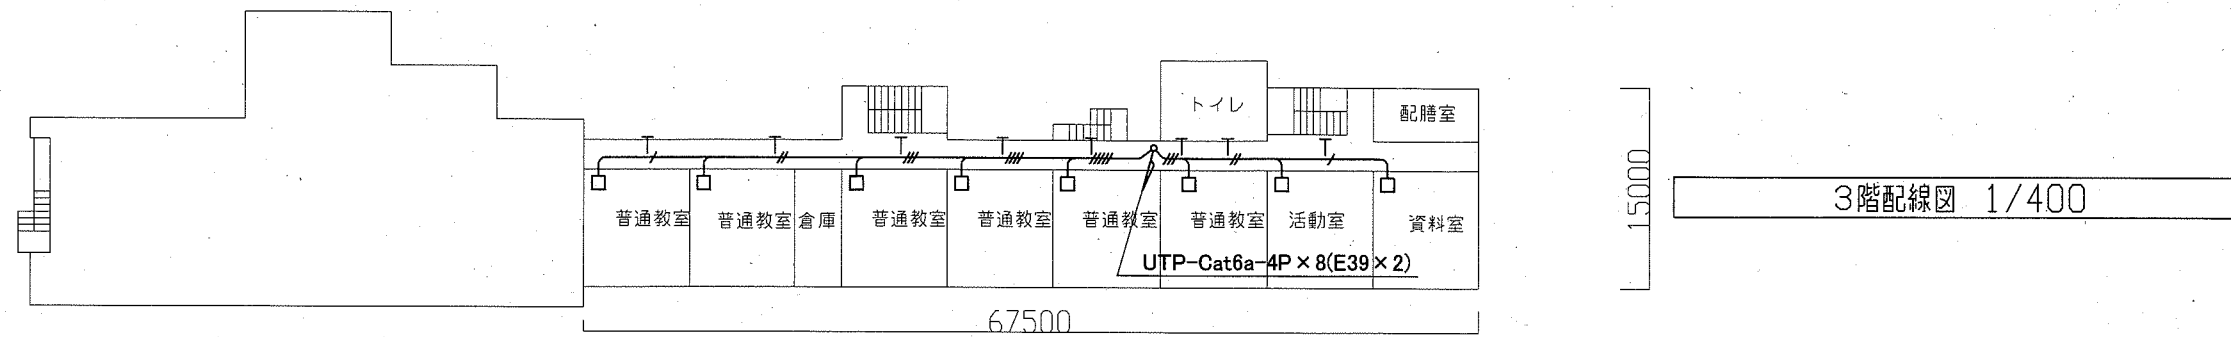 トイレ
配膳室
普通教室
普通教室
倉庫
普通教室
普通教室
普通教室
普通教室
活動室
資料室
UTP-Cat6a-4P×8(E39×2)
67500
15000
3階配線図 1/400